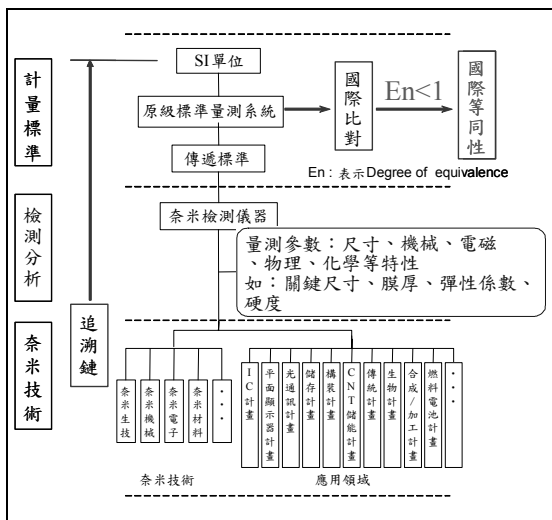 計量標準
檢測分析
奈米技術
追溯鏈
SI單位
原級標準量測系統
傳遞標準
國際比對
En<1
國際等同性
En : 表示Degree of equivalence
奈米檢測儀器
量測參數：尺寸、機械、電磁
、物理、化學等特性
如：關鍵尺寸、膜厚、彈性係數、
硬度
奈米生技
奈米機械
奈米電子
奈米材料
...
IC計畫
平面顯示器計畫
光通訊計畫
儲存計畫
構裝計畫
CNT儲能計畫
傳統計畫
生物計畫
合成/加工計畫
燃料電池計畫
...
奈米技術
應用領域